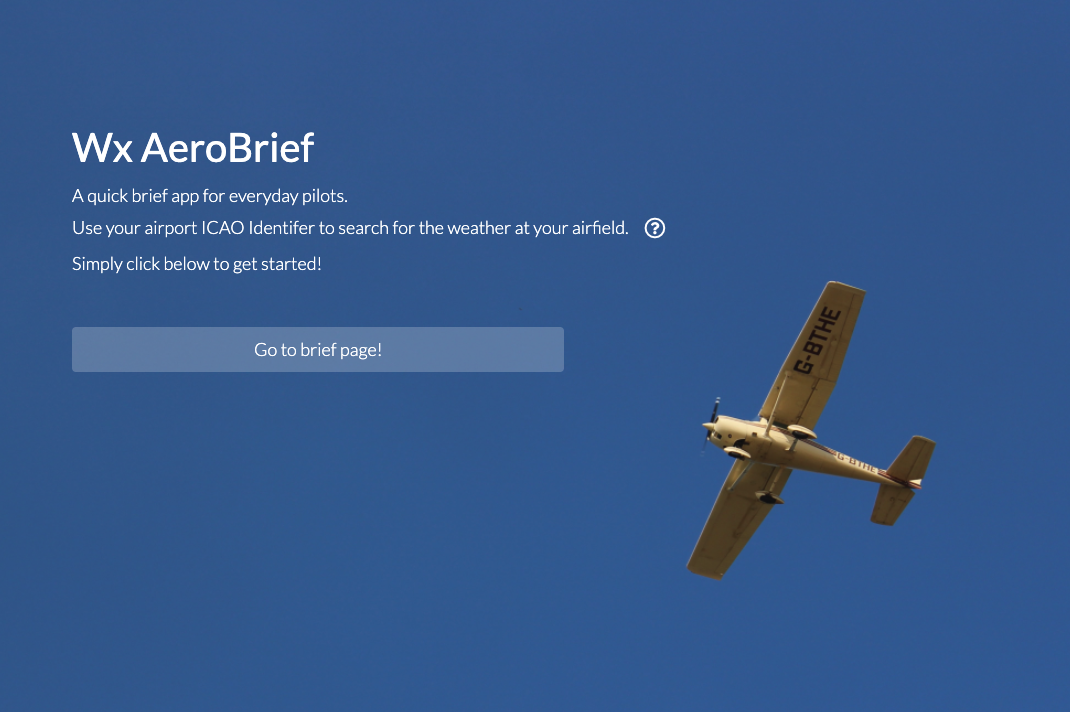 Wx AeroBrief
A quick brief app for everyday pilots.
Use your airport ICAO Identifer to search for the weather at your airfield. ?
Simply click below to get started!
Go to brief page!
G-BTHE
G-BTHE